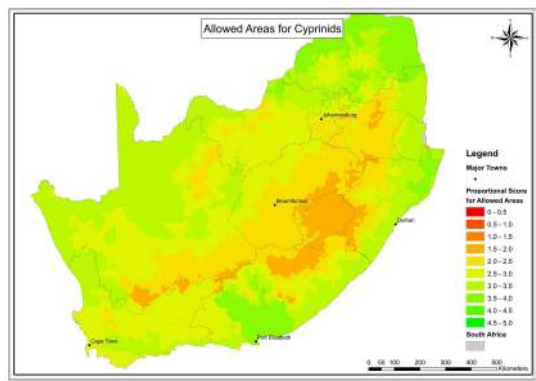 Allowed Areas for Cyprinids
Johannesburg
Bloemfontein
Durban
Port Elizabeth
Cape Town
Legend
Major Towns
Proportional Score
for Allowed Areas
0 - 0.5
0.5 - 1.0
1.0 - 1.5
1.5 - 2.0
2.0 - 2.5
2.5 - 3.0
3.0 - 3.5
3.5 - 4.0
4.0 - 4.5
4.5 - 5.0
South Africa
0 50 100 200 300 400 500
Kilometers